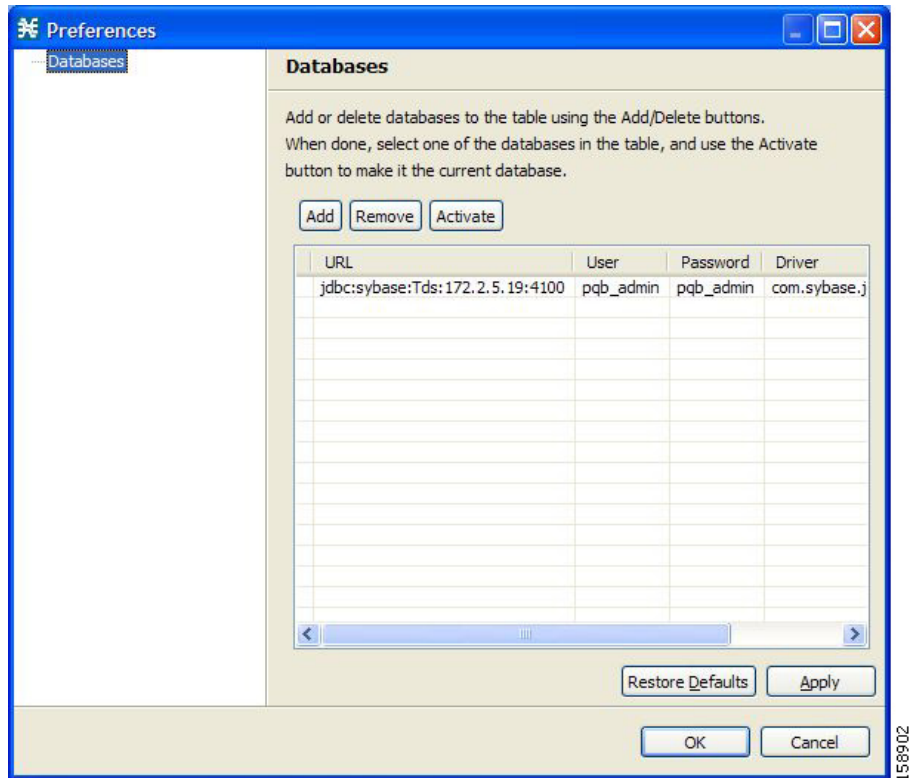 Preferences
Databases
Databases
Add or delete databases to the table using the Add/Delete buttons.
When done, select one of the databases in the table, and use the Activate
button to make it the current database.
Add Remove Activate
URL User Password Driver
jdbc:sybase:Tds:172.2.5.19:4100 pqb_admin pqb_admin com.sybase.j
Restore Defaults Apply
OK Cancel
158902